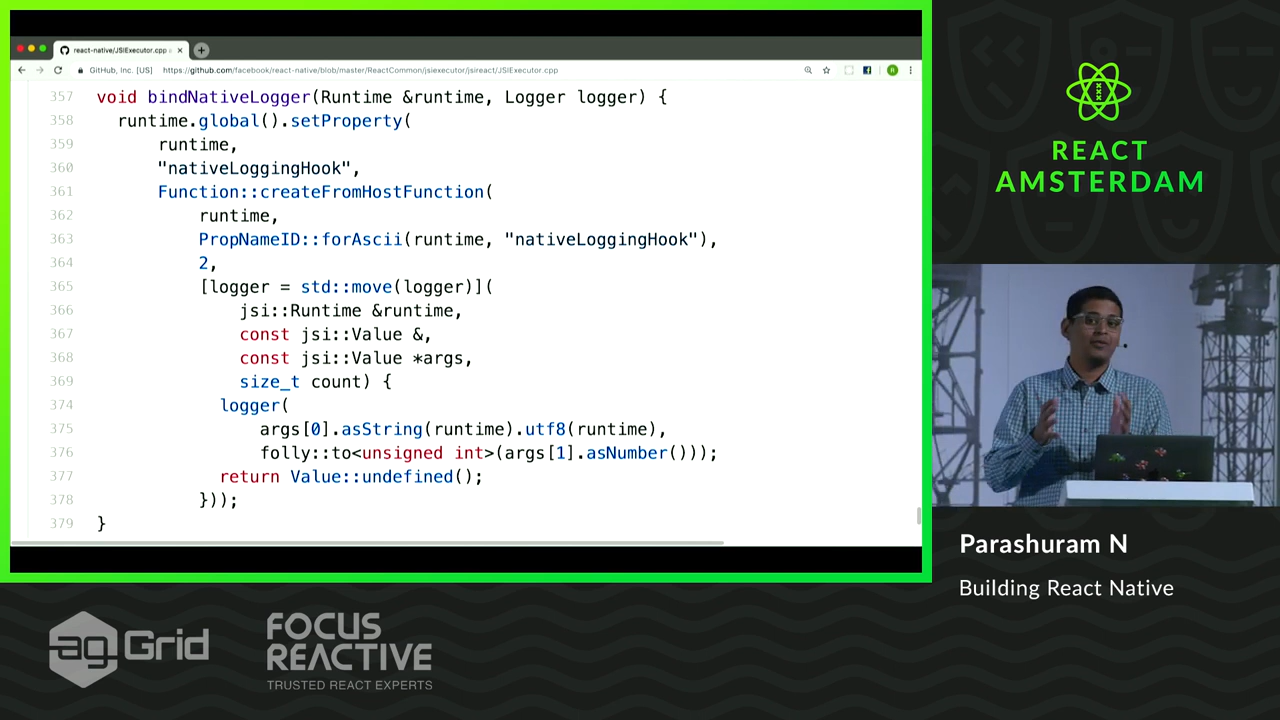 react-native/JSIExecutor.cpp
GitHub, Inc. [US] https://github.com/facebook/react-native/blob/master/ReactCommon/jsiexecutor/jsireact/JSIExecutor.cpp
357 void bindNativeLogger(Runtime &runtime, Logger logger) {
358 runtime.global().setProperty(
359 runtime,
360 "nativeLoggingHook",
361 Function::createFromHostFunction(
362 runtime,
363 PropNameID::forAscii(runtime, "nativeLoggingHook"),
364 2,
365 [logger = std::move(logger)](
366 jsi::Runtime &runtime,
367 const jsi::Value &,
368 const jsi::Value *args,
369 size_t count) {
374 logger(
375 args[0].asString(runtime).utf8(runtime),
376 folly::to<unsigned int>(args[1].asNumber()));
377 return Value::undefined();
378 }));
379 }
REACT
AMSTERDAM
Parashuram N
Building React Native
ag Grid
FOCUS
REACTIVE
TRUSTED REACT EXPERTS